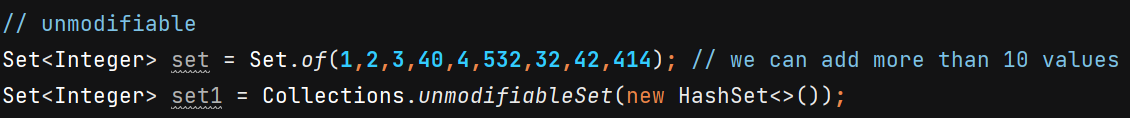 // unmodifiable
Set<Integer> set = Set.of(1,2,3,40,4,532,32,42,414); // we can add more than 10 values
Set<Integer> set1 = Collections.unmodifiableSet(new HashSet<>());